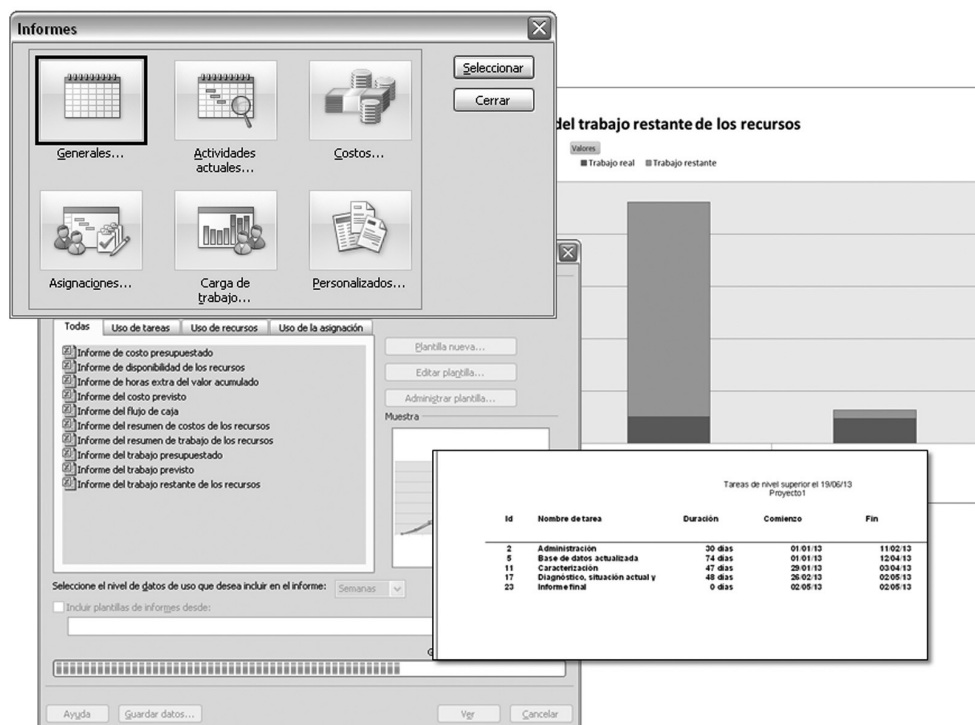 Informes
Seleccionar
Cerrar
Generales...
Actividades actuales...
Costos...
Asignaciones...
Carga de trabajo...
Personalizados...
del trabajo restante de los recursos
Valores
Trabajo real Trabajo restante
Todas Uso de tareas Uso de recursos Uso de la asignación
Informe de costo presupuestado
Informe de disponibilidad de los recursos
Informe de horas extra del valor acumulado
Informe del costo previsto
Informe del flujo de caja
Informe del resumen de costos de los recursos
Informe del resumen de trabajo de los recursos
Informe del trabajo presupuestado
Informe del trabajo previsto
Informe del trabajo restante de los recursos
Plantilla nueva...
Editar plantilla...
Administrar plantilla...
Muestra
Seleccione el nivel de datos de uso que desea incluir en el informe: Semanas
Incluir plantillas de informes desde:
Ayuda Guardar datos... Ver Cancelar
Tareas de nivel superior el 19/06/13
Proyecto1
Id Nombre de tarea Duración Comienzo Fin
2 Administración 30 días 01/01/13 11/02/13
5 Base de datos actualizada 74 días 01/01/13 12/04/13
11 Caracterización 47 días 29/01/13 03/04/13
17 Diagnóstico, situación actual y 48 días 26/02/13 02/05/13
23 Informe final 0 días 02/05/13 02/05/13